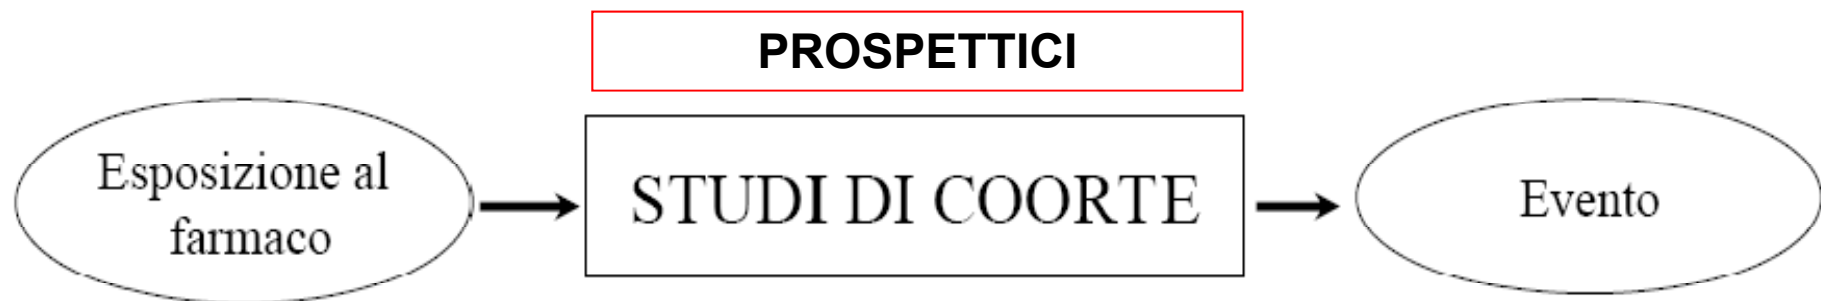 PROSPETTICI
Esposizione al
farmaco
STUDI DI COORTE
Evento